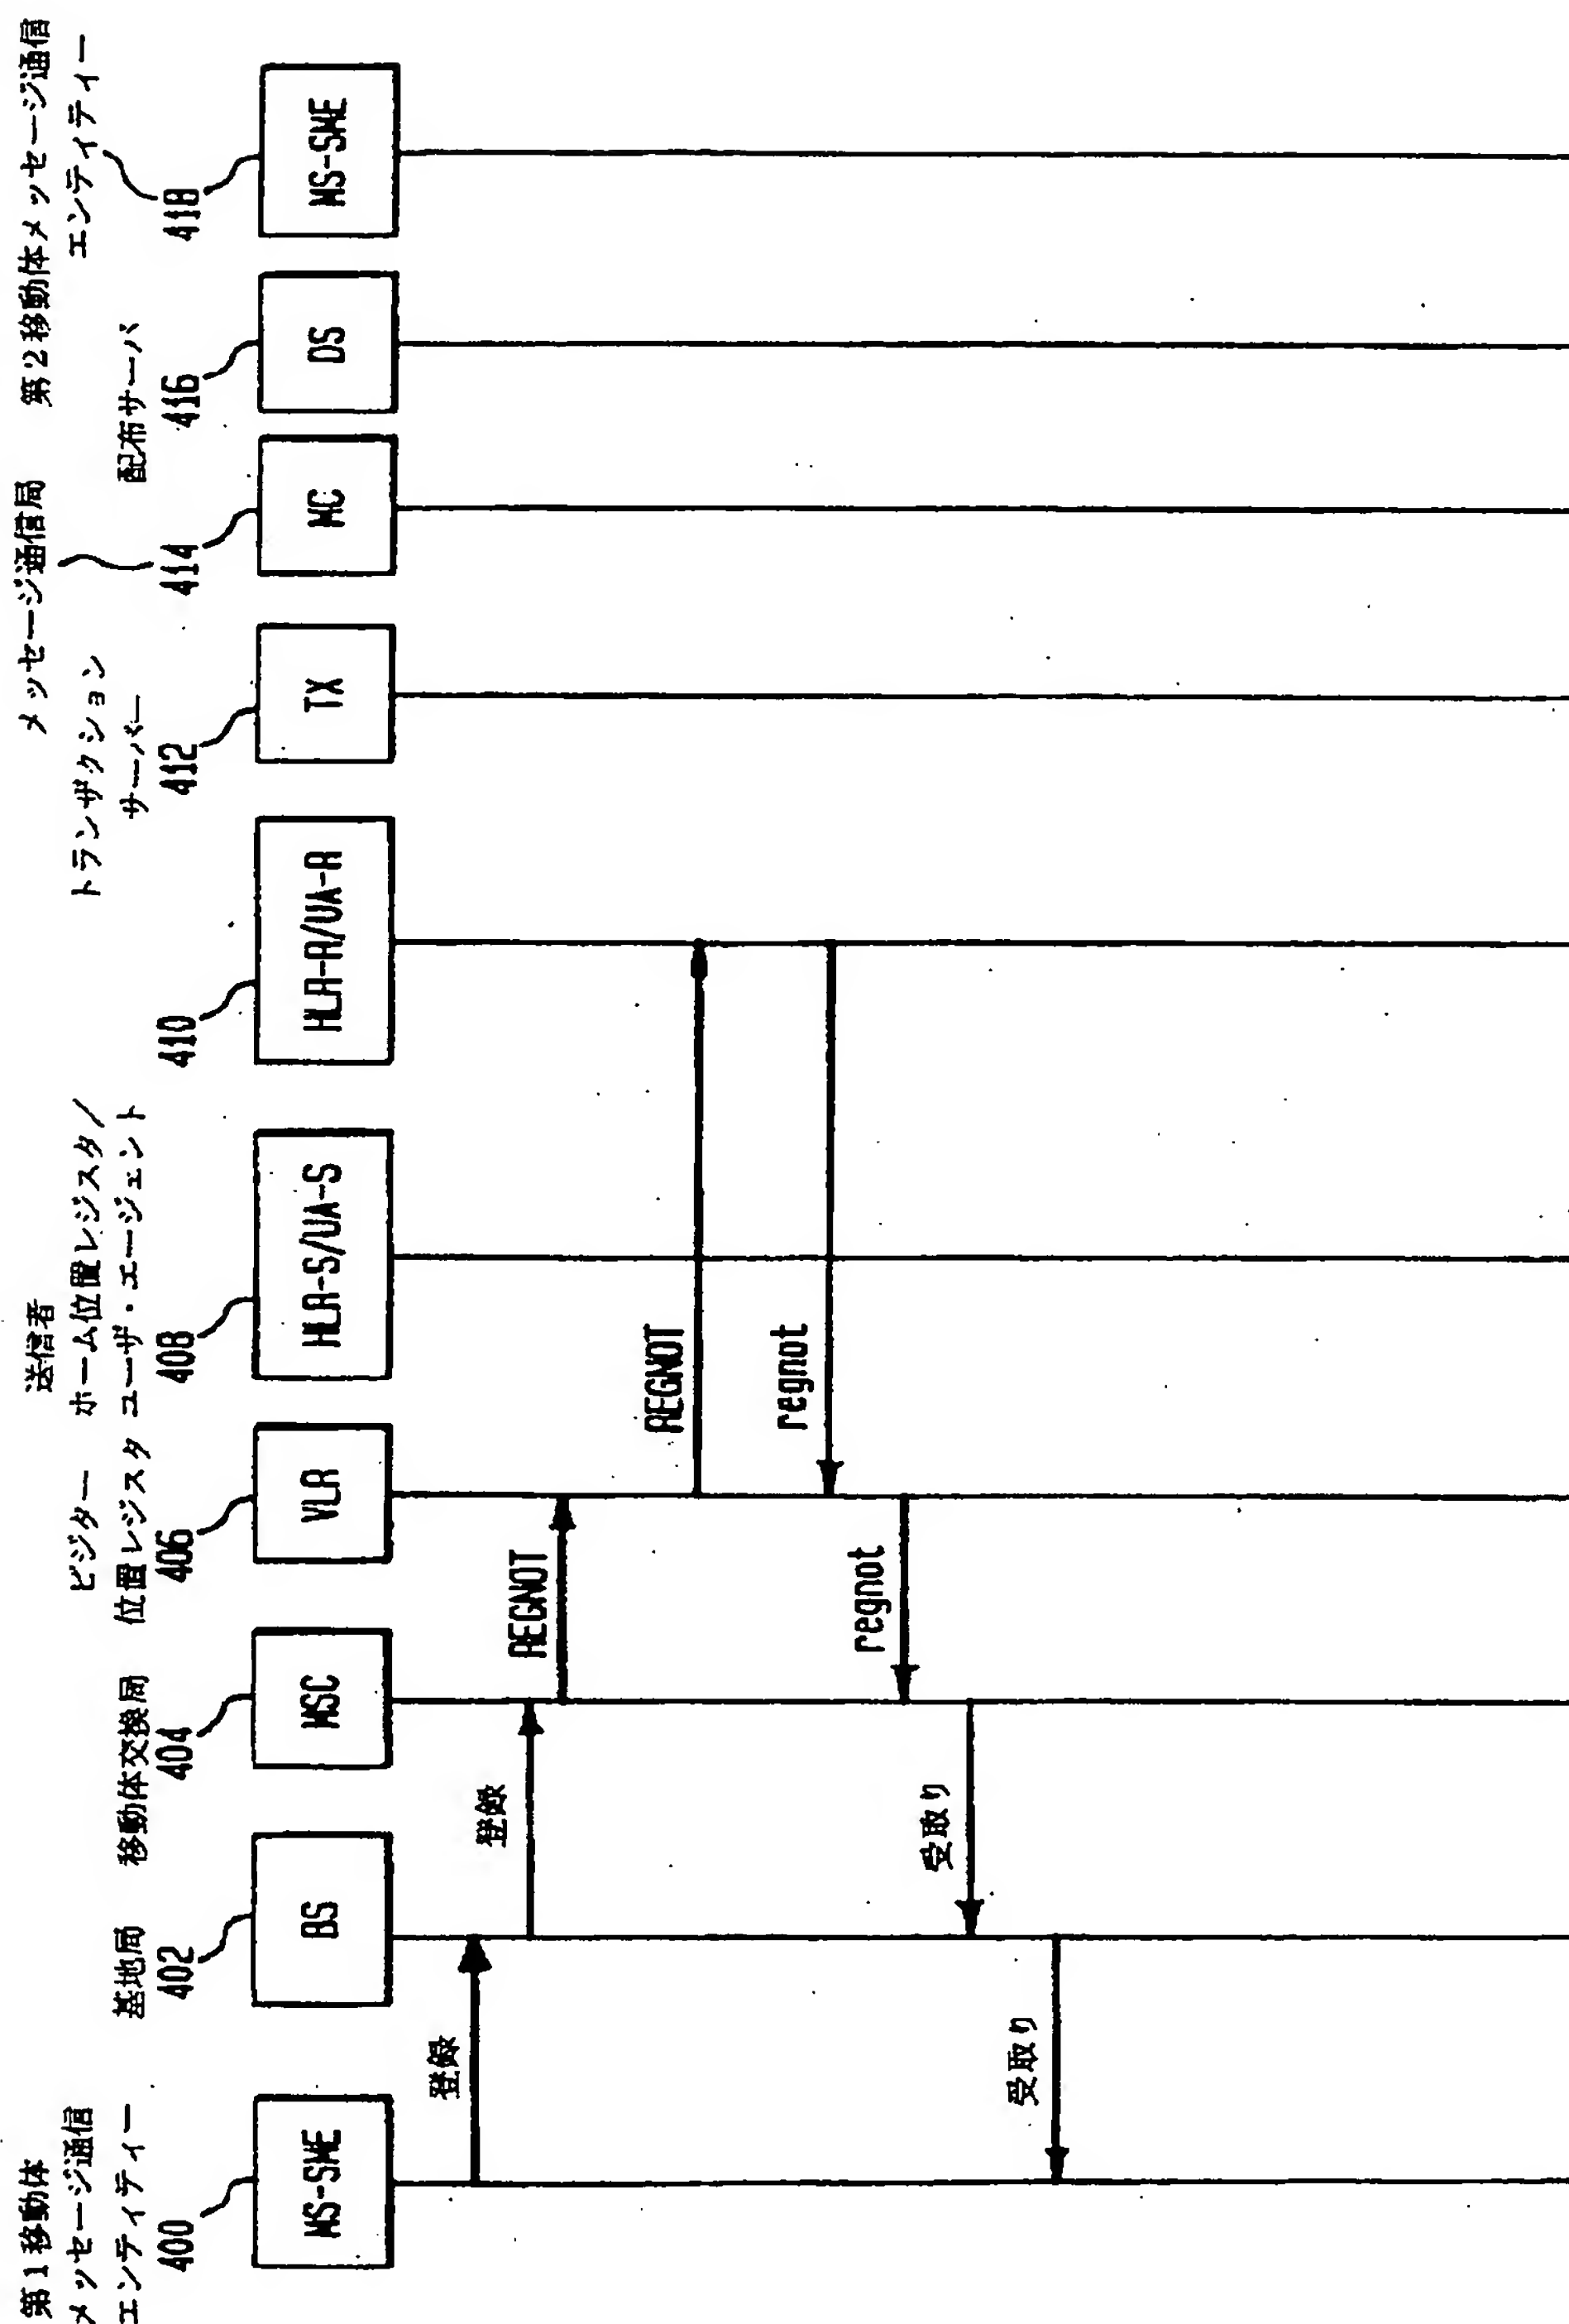 第1移動体
メッセージ通信
エンティティー
400
MS-SME
基地局
402
BS
移動体交換局
404
MSC
ビジター
位置レジスタ
406
VLR
送信者
ホーム位置レジスタ/
ユーザ・エージェント
408
HLR-S/UA-S
410
HLR-R/UA-R
トランザクション
サーバー
412
TX
メッセージ通信局
414
MC
配布サーバ
416
DS
第2移動体メッセージ通信
エンティティー
418
MS-SME
登録
登録
REGNOT
REGNOT
regnot
regnot
受取り
受取り